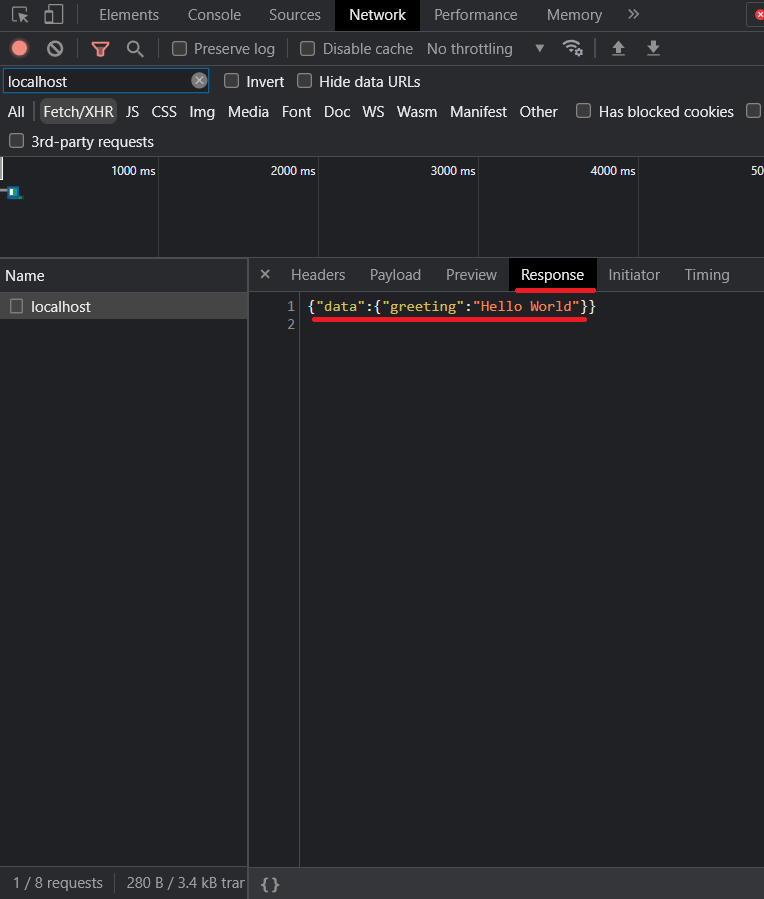 Elements Console Sources Network Performance Memory
Preserve log Disable cache No throttling
localhost Invert Hide data URLs
All Fetch/XHR JS CSS Img Media Font Doc WS Wasm Manifest Other Has blocked cookies
3rd-party requests
1000 ms 2000 ms 3000 ms 4000 ms 50
Name × Headers Payload Preview Response Initiator Timing
localhost
1 {"data":{"greeting":"Hello World"}}
2
1 / 8 requests 280 B / 3.4 kB tran { }